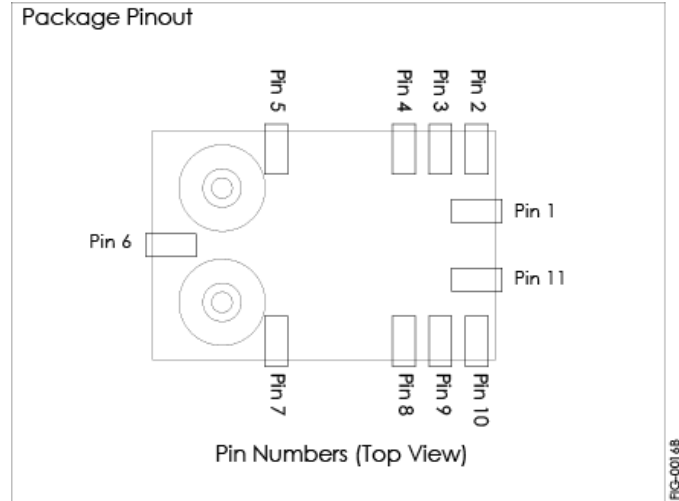 Package Pinout
Pin 5
Pin 4
Pin 3
Pin 2
Pin 1
Pin 6
Pin 11
Pin 7
Pin 8
Pin 9
Pin 10
Pin Numbers (Top View)
FIG-0016B